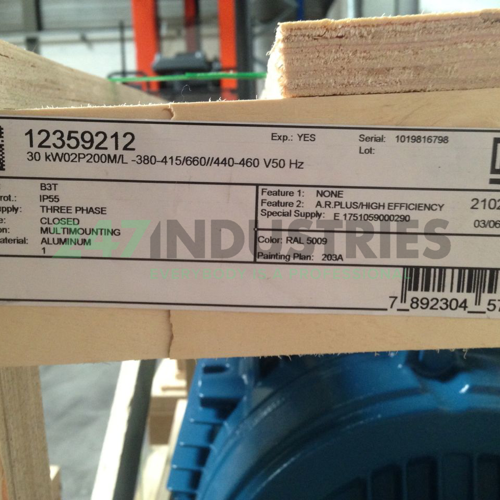 12359212
Exp.: YES
Serial: 1019816798
30 kW02P200M/L -380-415/660//440-460 V50 Hz
Lot:
B3T
rot.: IP55
upply: THREE PHASE
e: CLOSED
n: MULTIMOUNTING
aterial: ALUMINUM
1
Feature 1: NONE
Feature 2: A.R.PLUS/HIGH EFFICIENCY
Special Supply: E 1751059000290
2102
03/06
Color: RAL 5009
Painting Plan: 203A
247INDUSTRIES
7 892304 57